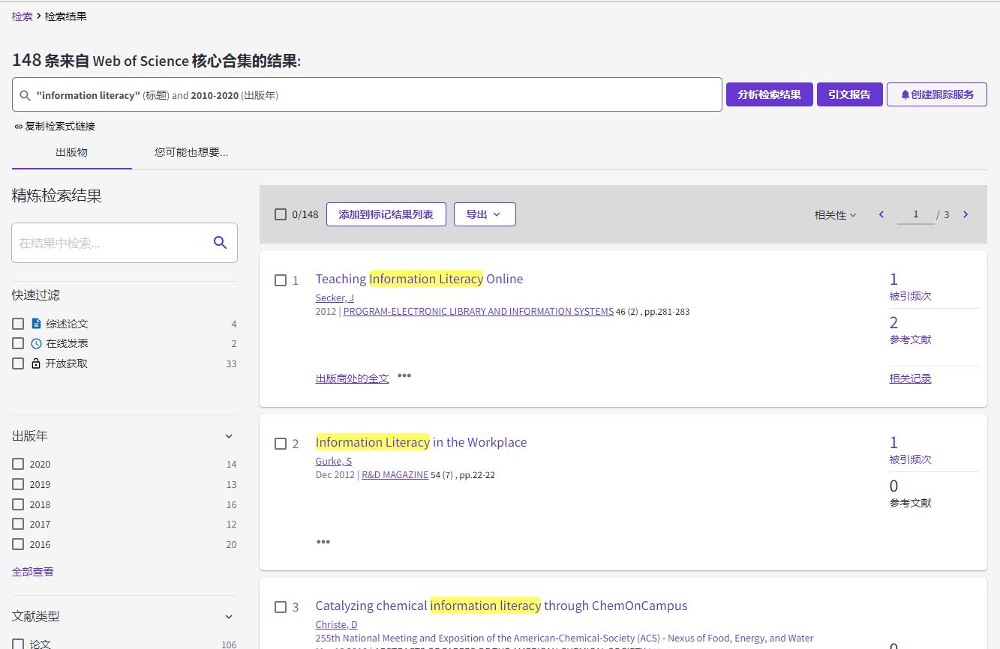 检索 > 检索结果
148 条来自 Web of Science 核心合集的结果:
"information literacy" (标题) and 2010-2020 (出版年)
分析检索结果
引文报告
创建跟踪服务
复制检索式链接
出版物
您可能也想要...
精炼检索结果
在结果中检索...
快速过滤
综述论文 4
在线发表 2
开放获取 33
出版年
2020 14
2019 13
2018 16
2017 12
2016 20
全部查看
文献类型
论文 106
0/148
添加到标记结果列表
导出
相关性
1 / 3
1 Teaching Information Literacy Online
Secker, J
2012 | PROGRAM-ELECTRONIC LIBRARY AND INFORMATION SYSTEMS 46 (2) , pp.281-283
出版商处的全文 •••
1
被引频次
2
参考文献
相关记录
2 Information Literacy in the Workplace
Gurke, S
Dec 2012 | R&D MAGAZINE 54 (7) , pp.22-22
•••
1
被引频次
0
参考文献
3 Catalyzing chemical information literacy through ChemOnCampus
Christe, D
255th National Meeting and Exposition of the American-Chemical-Society (ACS) - Nexus of Food, Energy, and Water